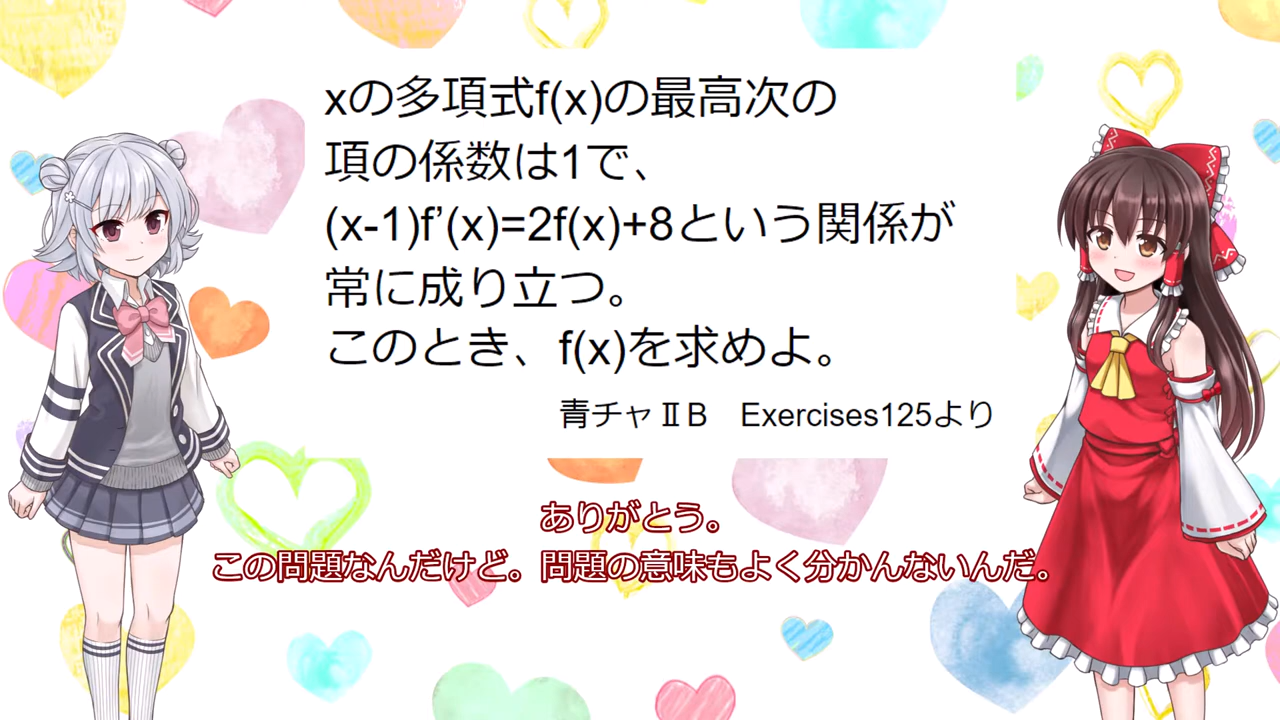 xの多項式f(x)の最高次の
項の係数は1で、
(x-1)f’(x)=2f(x)+8という関係が
常に成り立つ。
このとき、f(x)を求めよ。
青チャⅡB　Exercises125より
ありがとう。
この問題なんだけど。問題の意味もよく分かんないんだ。